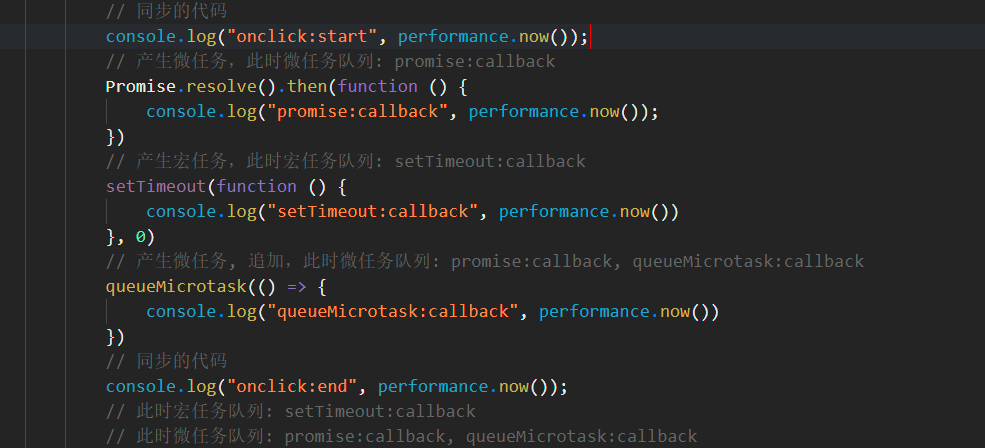 // 同步的代码
console.log("onclick:start", performance.now());
// 产生微任务，此时微任务队列: promise:callback
Promise.resolve().then(function () {
console.log("promise:callback", performance.now());
})
// 产生宏任务，此时宏任务队列: setTimeout:callback
setTimeout(function () {
console.log("setTimeout:callback", performance.now())
}, 0)
// 产生微任务, 追加，此时微任务队列: promise:callback, queueMicrotask:callback
queueMicrotask(() => {
console.log("queueMicrotask:callback", performance.now())
})
// 同步的代码
console.log("onclick:end", performance.now());
// 此时宏任务队列: setTimeout:callback
// 此时微任务队列: promise:callback, queueMicrotask:callback